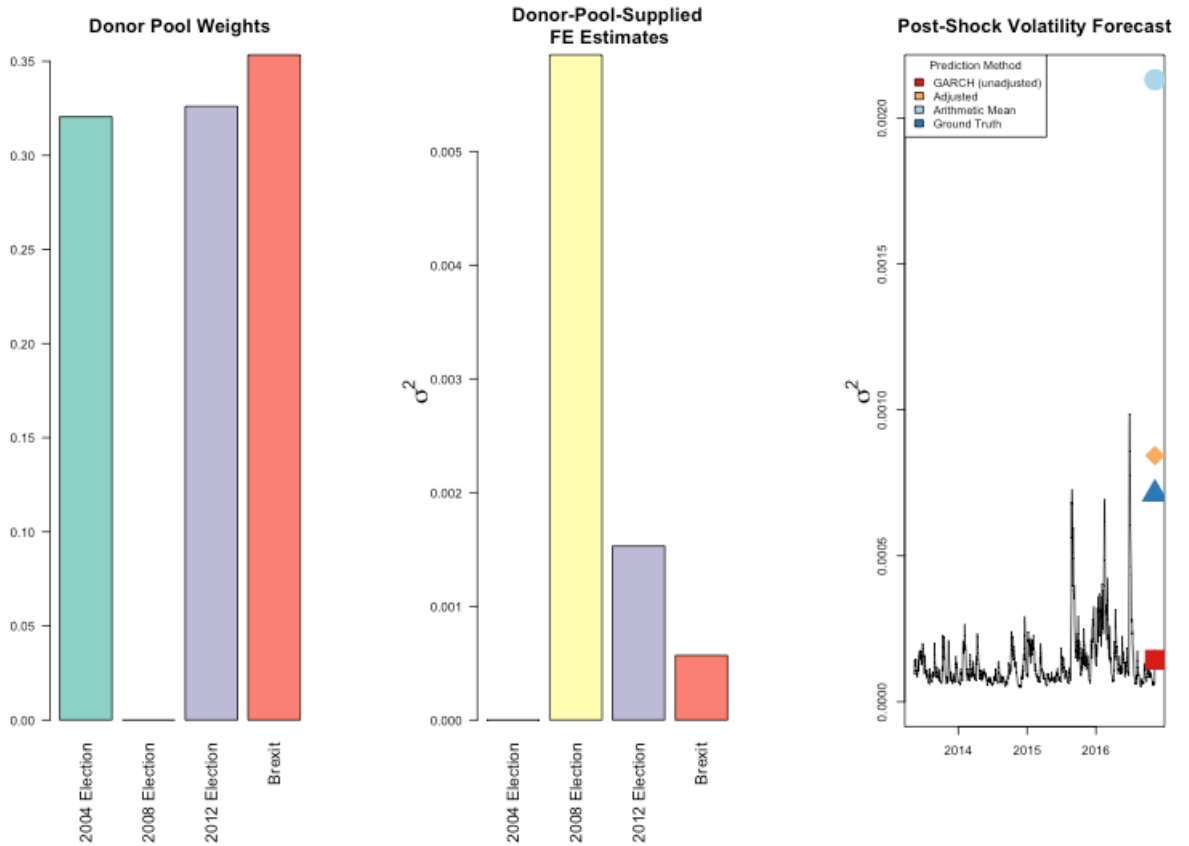 Donor Pool Weights
0.35
0.30
0.25
0.20
0.15
0.10
0.05
0.00
2004 Election
2008 Election
2012 Election
Brexit
Donor-Pool-Supplied
FE Estimates
σ2
0.005
0.004
0.003
0.002
0.001
0.000
2004 Election
2008 Election
2012 Election
Brexit
Post-Shock Volatility Forecast
Prediction Method
GARCH (unadjusted)
Adjusted
Arithmetic Mean
Ground Truth
σ2
0.0020
0.0015
0.0010
0.0005
0.0000
2014
2015
2016